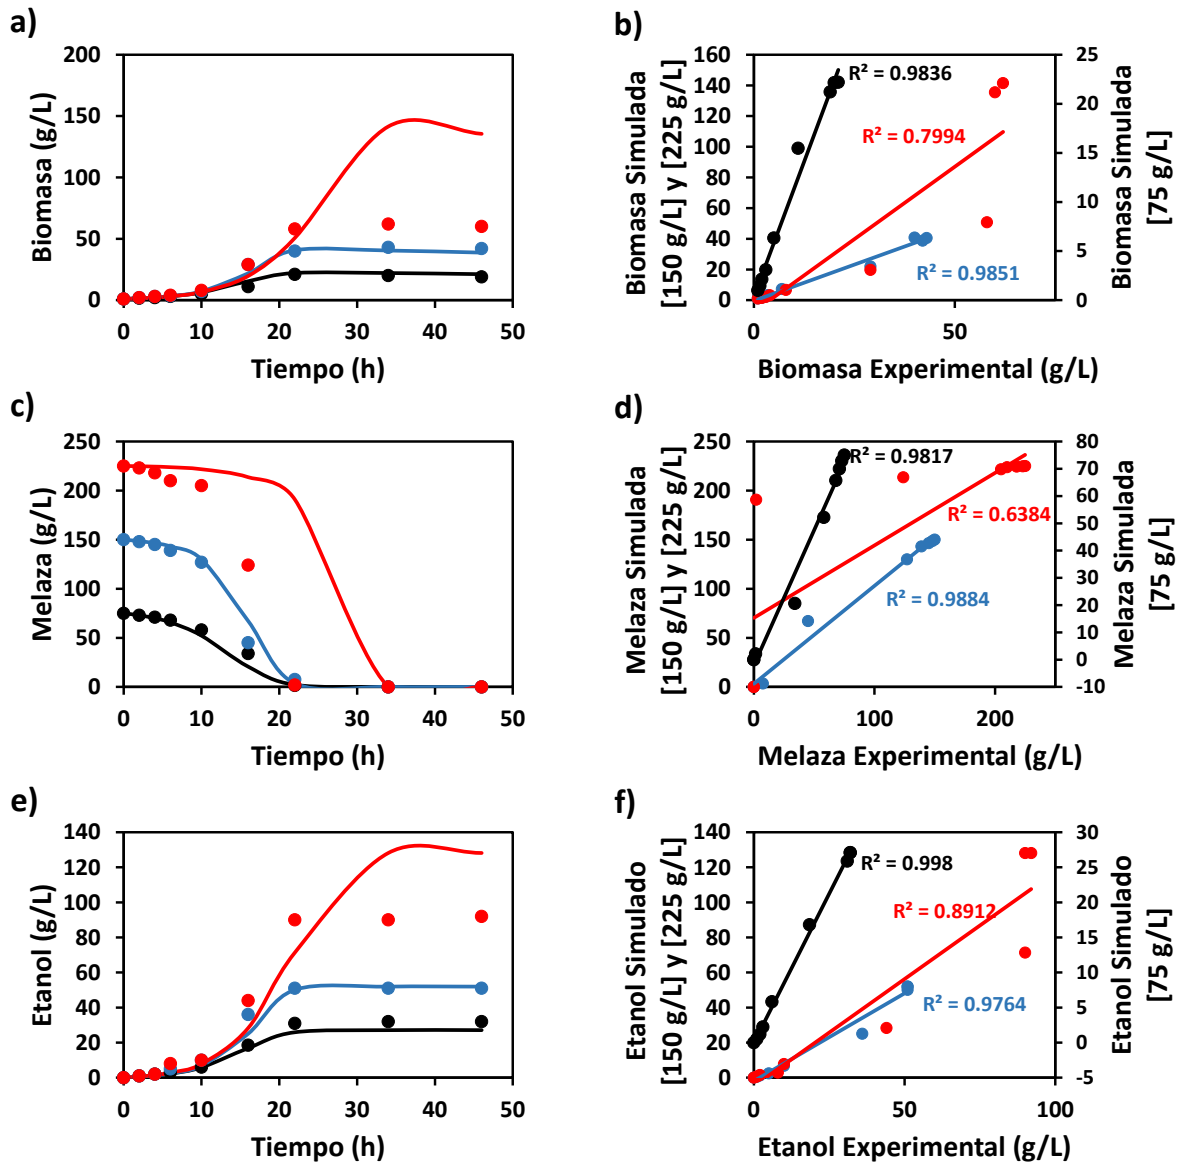 a)
200
150
100
50
0
Biomasa (g/L)
0 10 20 30 40 50
Tiempo (h)
b)
160
140
120
100
80
60
40
20
0
Biomasa Simulada
[150 g/L] y [225 g/L]
R² = 0.9836
R² = 0.7994
R² = 0.9851
25
20
15
10
5
0
Biomasa Simulada
[75 g/L]
0 50
Biomasa Experimental (g/L)
c)
250
200
150
100
50
0
Melaza (g/L)
0 10 20 30 40 50
Tiempo (h)
d)
250
200
150
100
50
0
Melaza Simulada
[150 g/L] y [225 g/L]
R² = 0.9817
R² = 0.6384
R² = 0.9884
80
70
60
50
40
30
20
10
0
-10
Melaza Simulada
[75 g/L]
0 100 200
Melaza Experimental (g/L)
e)
140
120
100
80
60
40
20
0
Etanol (g/L)
0 10 20 30 40 50
Tiempo (h)
f)
140
120
100
80
60
40
20
0
Etanol Simulado
[150 g/L] y [225 g/L]
R² = 0.998
R² = 0.8912
R² = 0.9764
30
25
20
15
10
5
0
-5
Etanol Simulado
[75 g/L]
0 50 100
Etanol Experimental (g/L)